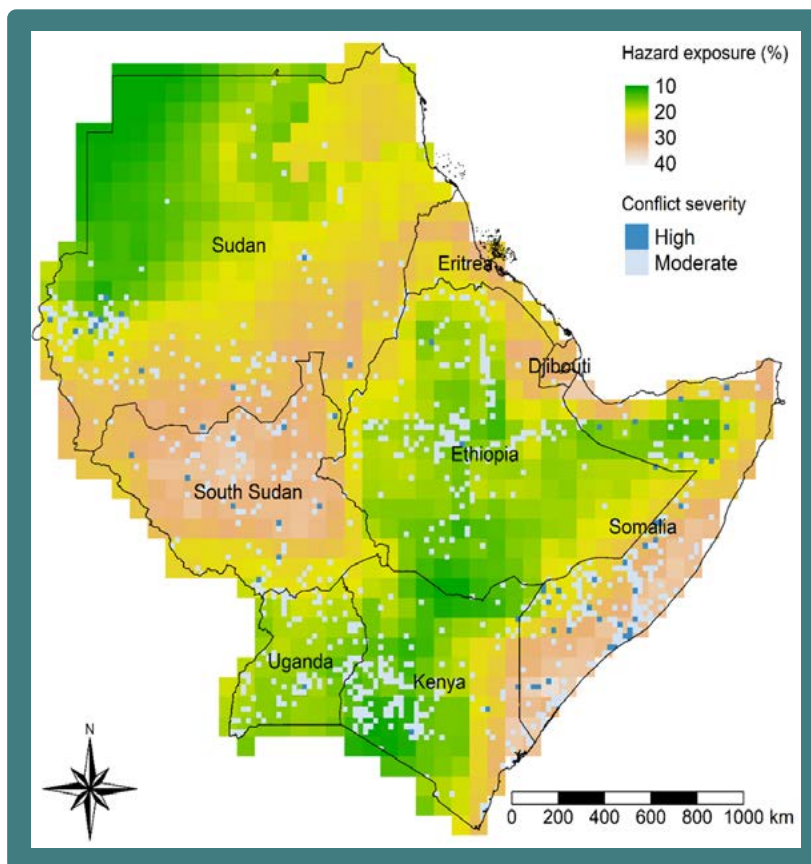 Hazard exposure (%)
10
20
30
40
Conflict severity
High
Moderate
Sudan
Eritrea
Djibouti
Ethiopia
South Sudan
Somalia
Uganda
Kenya
N
0 200 400 600 800 1000 km